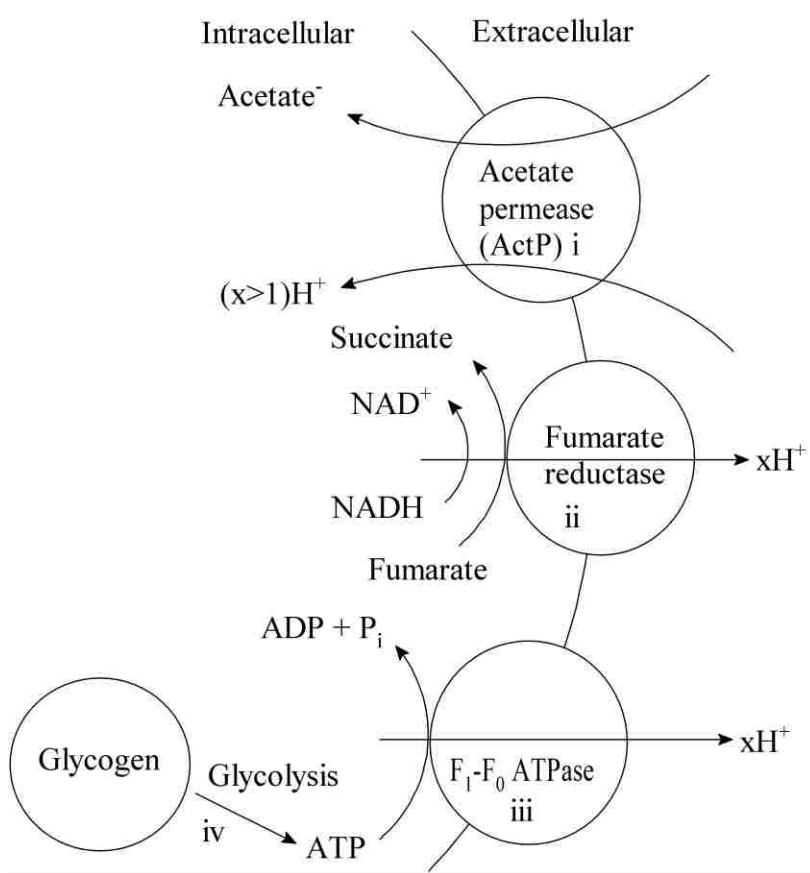 Intracellular
Extracellular
Acetate⁻
Acetate
permease
(ActP) i
(x>1)H⁺
Succinate
NAD⁺
Fumarate
reductase
ii
xH⁺
NADH
Fumarate
ADP + Pᵢ
Glycogen
Glycolysis
iv
ATP
F₁-F₀ ATPase
iii
xH⁺